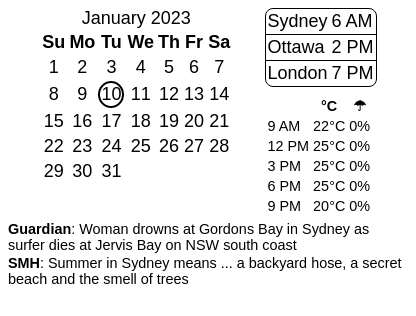 January 2023
Su Mo Tu We Th Fr Sa
1 2 3 4 5 6 7
8 9 10 11 12 13 14
15 16 17 18 19 20 21
22 23 24 25 26 27 28
29 30 31
Sydney 6 AM
Ottawa 2 PM
London 7 PM
°C ☂
9 AM 22°C 0%
12 PM 25°C 0%
3 PM 25°C 0%
6 PM 25°C 0%
9 PM 20°C 0%
Guardian: Woman drowns at Gordons Bay in Sydney as
surfer dies at Jervis Bay on NSW south coast
SMH: Summer in Sydney means ... a backyard hose, a secret
beach and the smell of trees